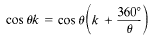 cos θk = cos θ(k + 360°/θ)